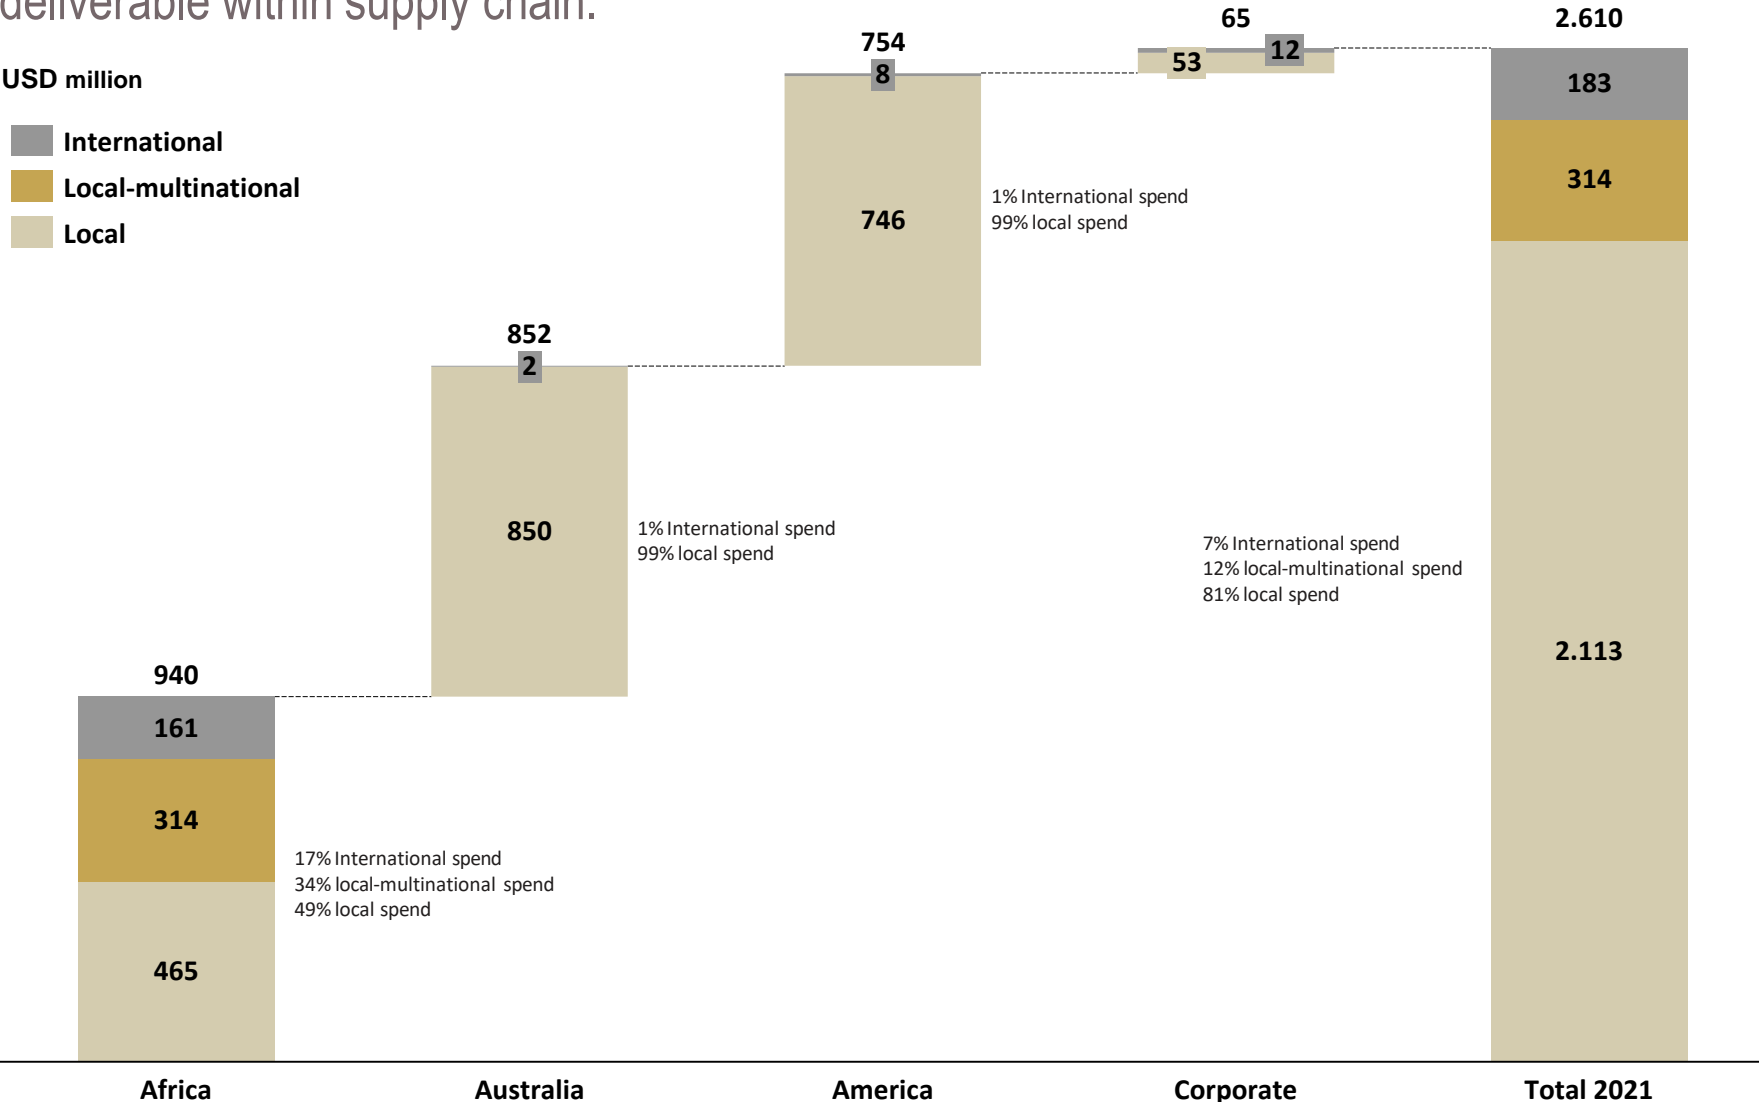 deliverable within supply chain.
USD million
International
Local-multinational
Local
940
161
314
465
17% International spend
34% local-multinational spend
49% local spend
852
2
850
1% International spend
99% local spend
754
8
746
1% International spend
99% local spend
65
12
53
7% International spend
12% local-multinational spend
81% local spend
2.610
183
314
2.113
Africa
Australia
America
Corporate
Total 2021